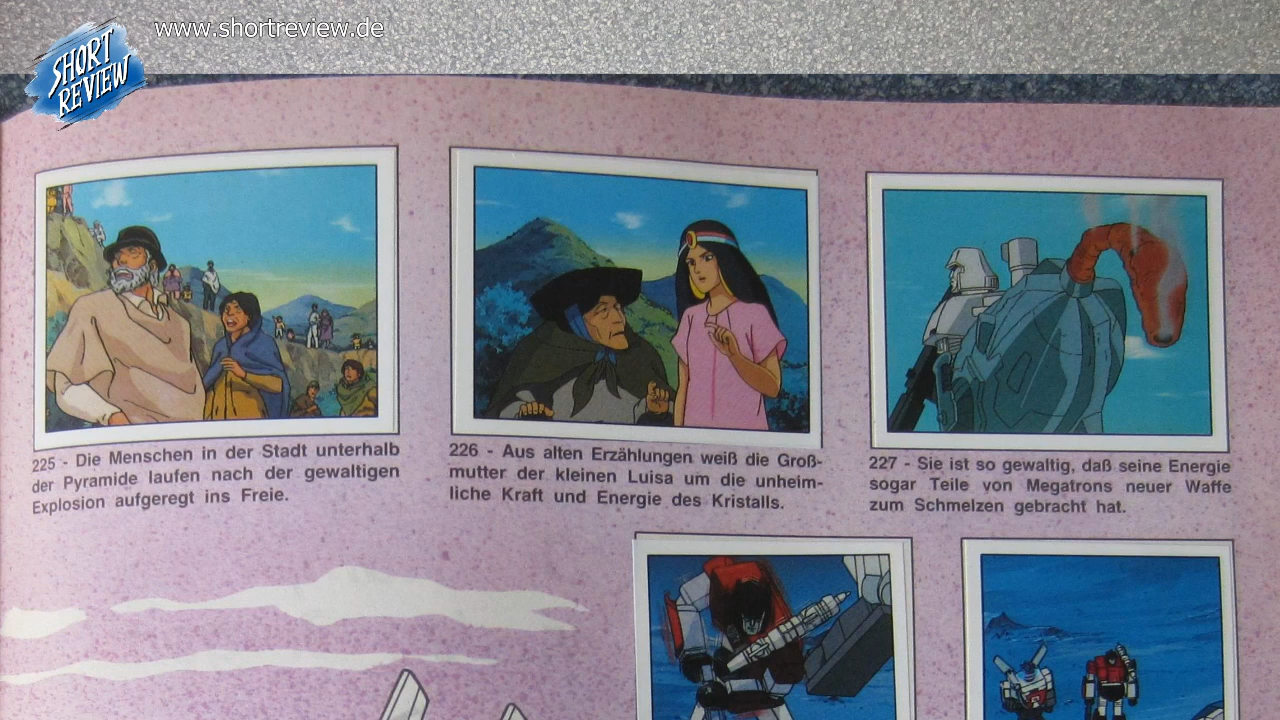 www.shortreview.de
SHORT
REVIEW
225 - Die Menschen in der Stadt unterhalb
der Pyramide laufen nach der gewaltigen
Explosion aufgeregt ins Freie.
226 - Aus alten Erzählungen weiß die Groß-
mutter der kleinen Luisa um die unheim-
liche Kraft und Energie des Kristalls.
227 - Sie ist so gewaltig, daß seine Energie
sogar Teile von Megatrons neuer Waffe
zum Schmelzen gebracht hat.